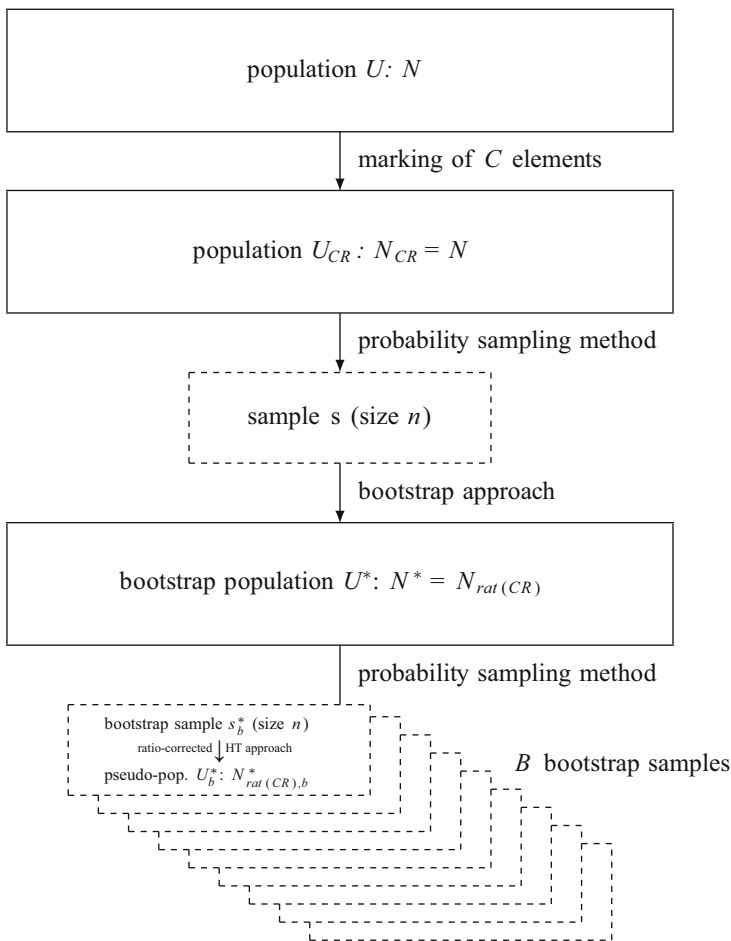 population U: N
marking of C elements
population U_CR : N_CR = N
probability sampling method
sample s (size n)
bootstrap approach
bootstrap population U*: N* = N_rat(CR)
probability sampling method
bootstrap sample s*_b (size n)
ratio-corrected HT approach
pseudo-pop. U*_b: N*_rat(CR),b
B bootstrap samples